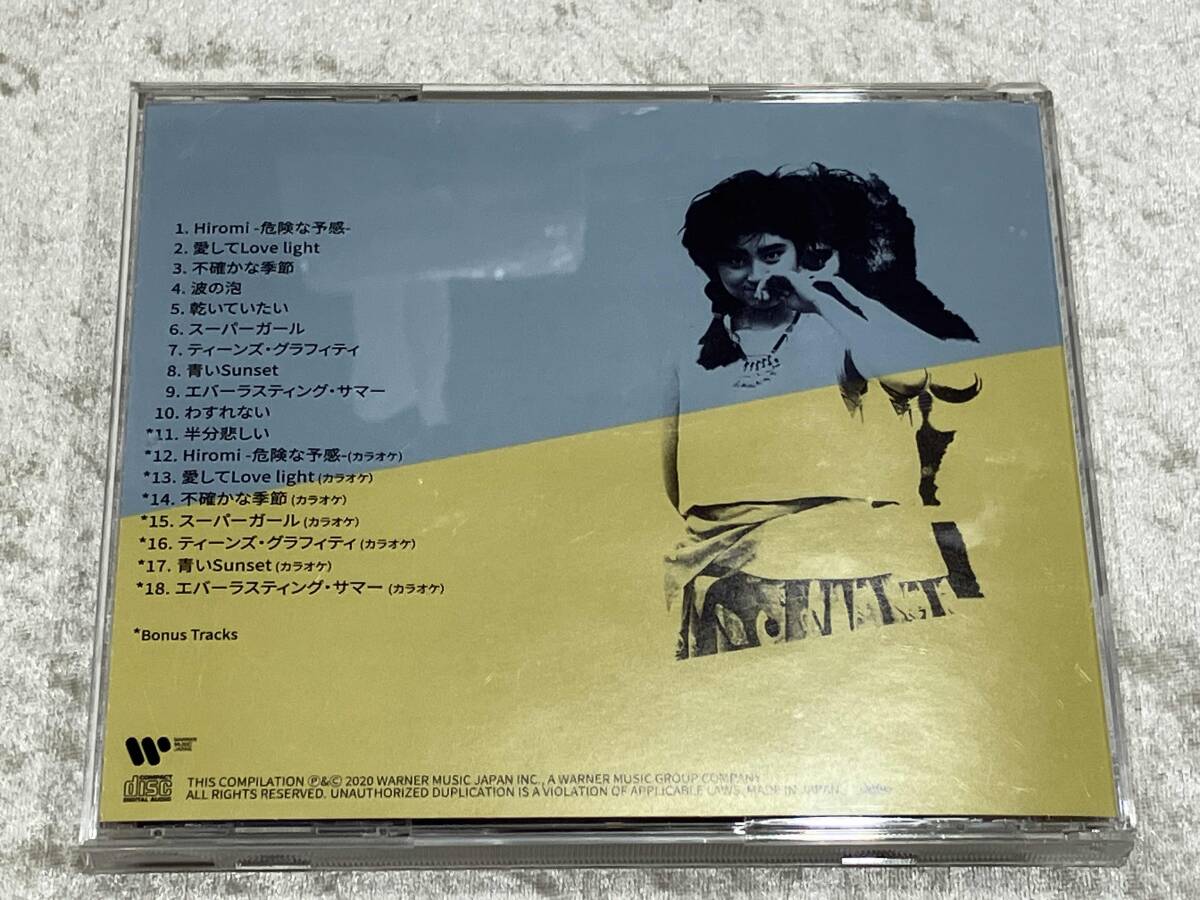 1. Hiromi -危険な予感-
2. 愛してLove light
3. 不確かな季節
4. 波の泡
5. 乾いていたい
6. スーパーガール
7. ティーンズ・グラフィティ
8. 青いSunset
9. エバーラスティング・サマー
10. わすれない
*11. 半分悲しい
*12. Hiromi -危険な予感-(カラオケ)
*13. 愛してLove light (カラオケ)
*14. 不確かな季節 (カラオケ)
*15. スーパーガール (カラオケ)
*16. ティーンズ・グラフィティ (カラオケ)
*17. 青いSunset (カラオケ)
*18. エバーラスティング・サマー (カラオケ)
*Bonus Tracks
WARNER MUSIC JAPAN
COMPACT disc DIGITAL AUDIO
THIS COMPILATION Ⓟ&Ⓒ 2020 WARNER MUSIC JAPAN INC., A WARNER MUSIC GROUP COMPANY
ALL RIGHTS RESERVED. UNAUTHORIZED DUPLICATION IS A VIOLATION OF APPLICABLE LAWS. MADE IN JAPAN.